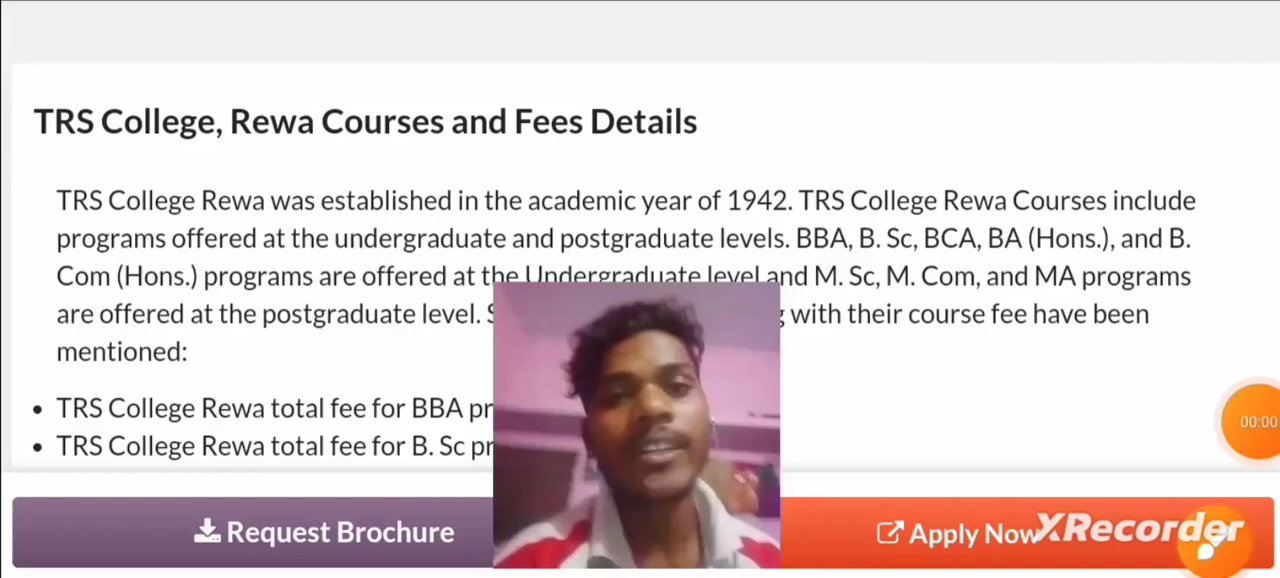 TRS College, Rewa Courses and Fees Details
TRS College Rewa was established in the academic year of 1942. TRS College Rewa Courses include
programs offered at the undergraduate and postgraduate levels. BBA, B. Sc, BCA, BA (Hons.), and B.
Com (Hons.) programs are offered at the Undergraduate level and M. Sc, M. Com, and MA programs
are offered at the postgraduate level. with their course fee have been
mentioned:
• TRS College Rewa total fee for BBA
• TRS College Rewa total fee for B. Sc
00:00
Request Brochure
Apply Now
XRecorder